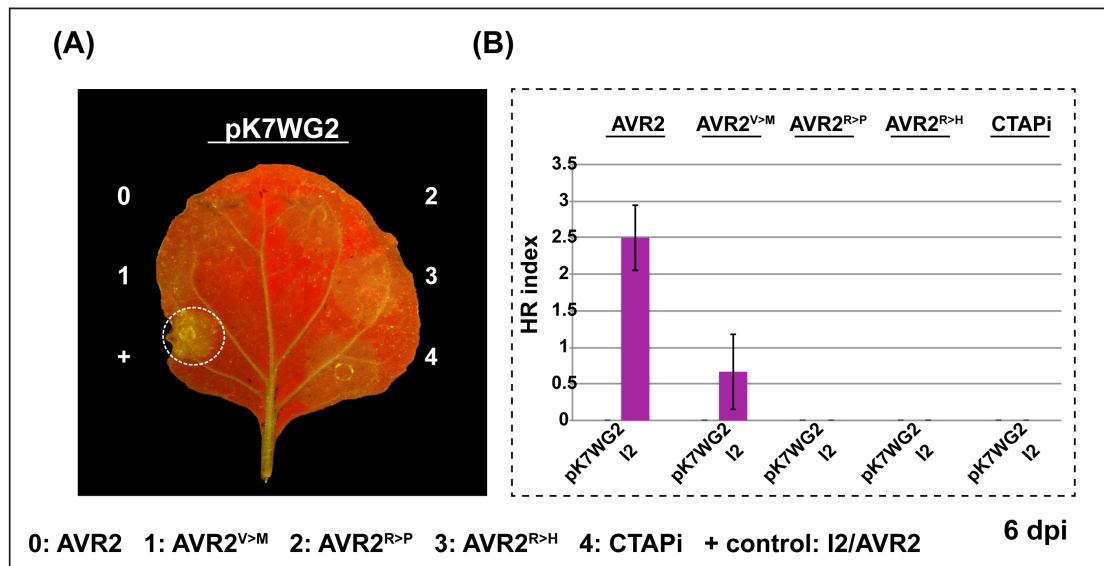 (A)
(B)
pK7WG2
0
2
1
3
+
4
AVR2 AVR2V>M AVR2R>P AVR2R>H CTAPi
HR index
3.5
3
2.5
2
1.5
1
0.5
0
pK7WG2 I2 pK7WG2 I2 pK7WG2 I2 pK7WG2 I2 pK7WG2 I2
6 dpi
0: AVR2 1: AVR2V>M 2: AVR2R>P 3: AVR2R>H 4: CTAPi + control: I2/AVR2